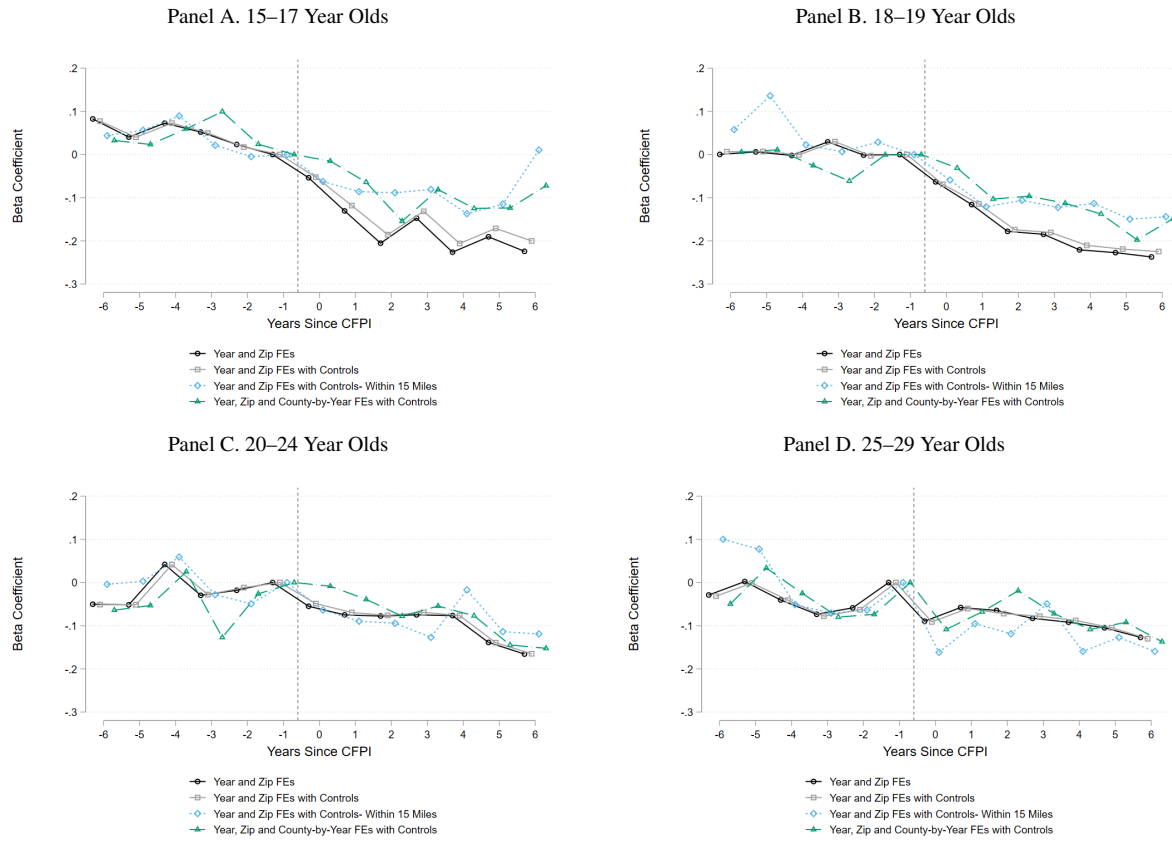 Panel A. 15–17 Year Olds
.2
.1
0
-.1
-.2
-.3
Beta Coefficient
-6 -5 -4 -3 -2 -1 0 1 2 3 4 5 6
Years Since CFPI
Year and Zip FEs
Year and Zip FEs with Controls
Year and Zip FEs with Controls- Within 15 Miles
Year, Zip and County-by-Year FEs with Controls
Panel B. 18–19 Year Olds
.2
.1
0
-.1
-.2
-.3
Beta Coefficient
-6 -5 -4 -3 -2 -1 0 1 2 3 4 5 6
Years Since CFPI
Year and Zip FEs
Year and Zip FEs with Controls
Year and Zip FEs with Controls- Within 15 Miles
Year, Zip and County-by-Year FEs with Controls
Panel C. 20–24 Year Olds
.2
.1
0
-.1
-.2
-.3
Beta Coefficient
-6 -5 -4 -3 -2 -1 0 1 2 3 4 5 6
Years Since CFPI
Year and Zip FEs
Year and Zip FEs with Controls
Year and Zip FEs with Controls- Within 15 Miles
Year, Zip and County-by-Year FEs with Controls
Panel D. 25–29 Year Olds
.2
.1
0
-.1
-.2
-.3
Beta Coefficient
-6 -5 -4 -3 -2 -1 0 1 2 3 4 5 6
Years Since CFPI
Year and Zip FEs
Year and Zip FEs with Controls
Year and Zip FEs with Controls- Within 15 Miles
Year, Zip and County-by-Year FEs with Controls